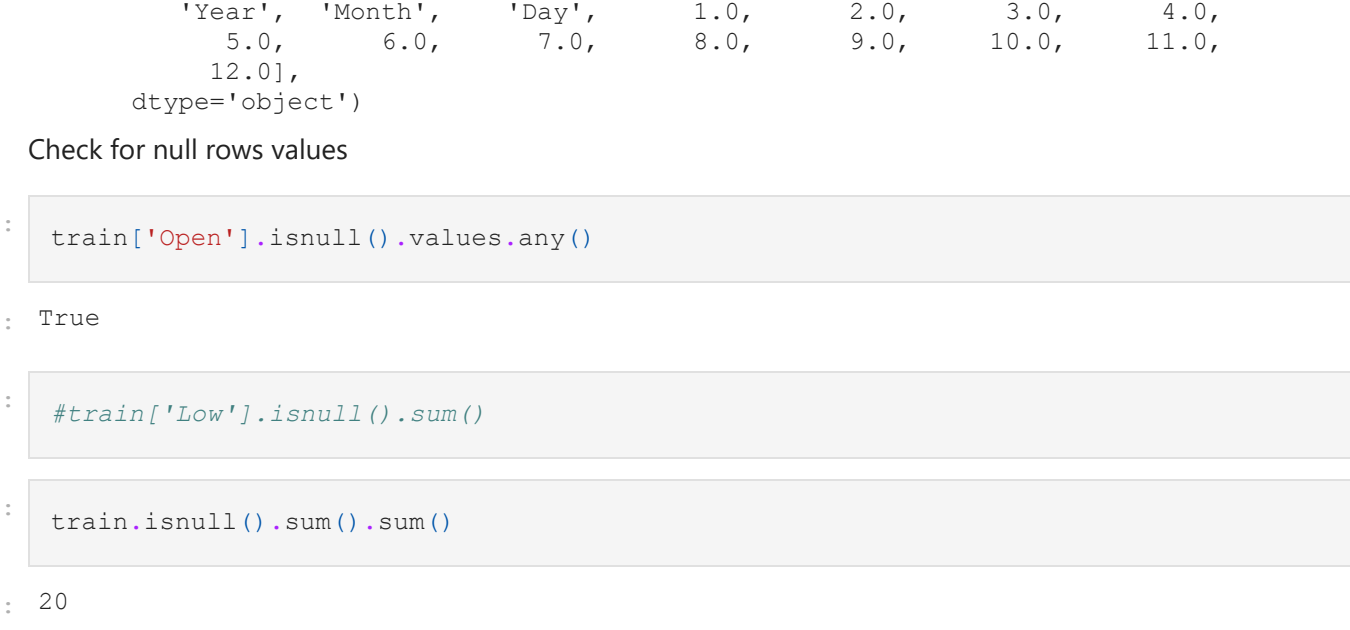 'Year', 'Month', 'Day', 1.0, 2.0, 3.0, 4.0,
5.0, 6.0, 7.0, 8.0, 9.0, 10.0, 11.0,
12.0],
dtype='object')
Check for null rows values
:
train['Open'].isnull().values.any()
: True
:
#train['Low'].isnull().sum()
:
train.isnull().sum().sum()
: 20